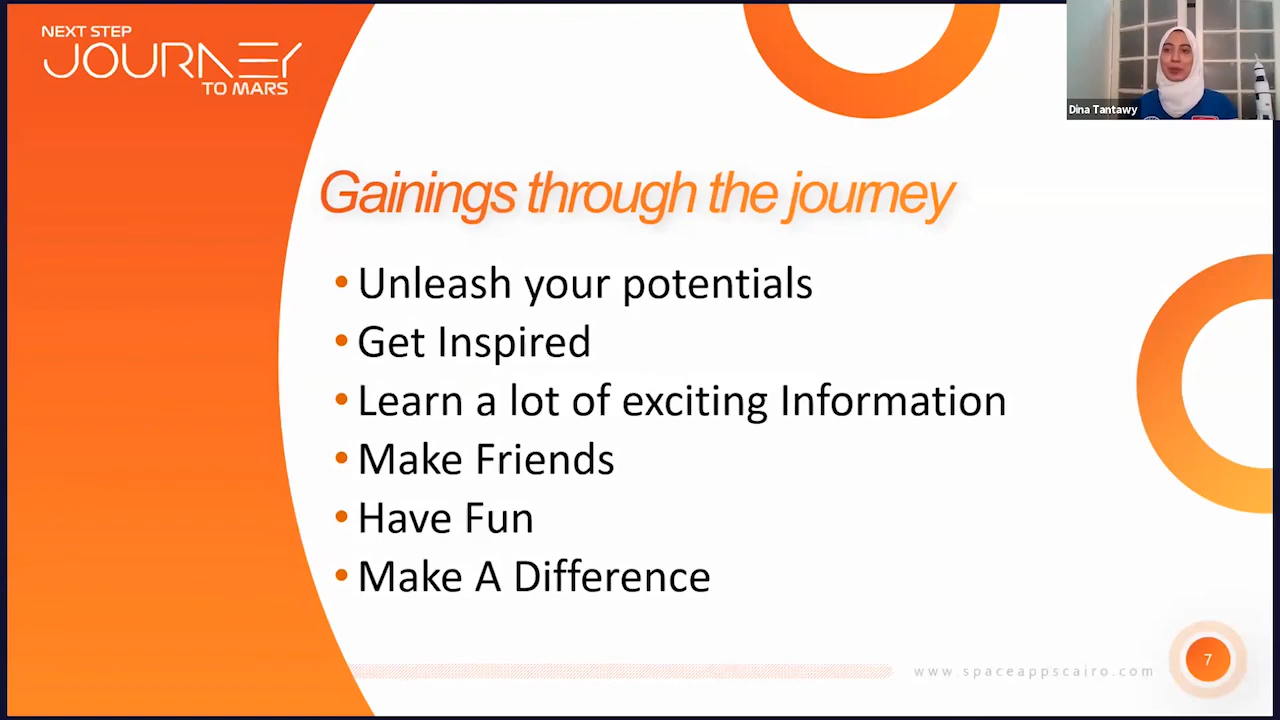 NEXT STEP
JOURNEY
TO MARS
Dina Tantawy
Gainings through the journey
• Unleash your potentials
• Get Inspired
• Learn a lot of exciting Information
• Make Friends
• Have Fun
• Make A Difference
www.spaceappscairo.com
7